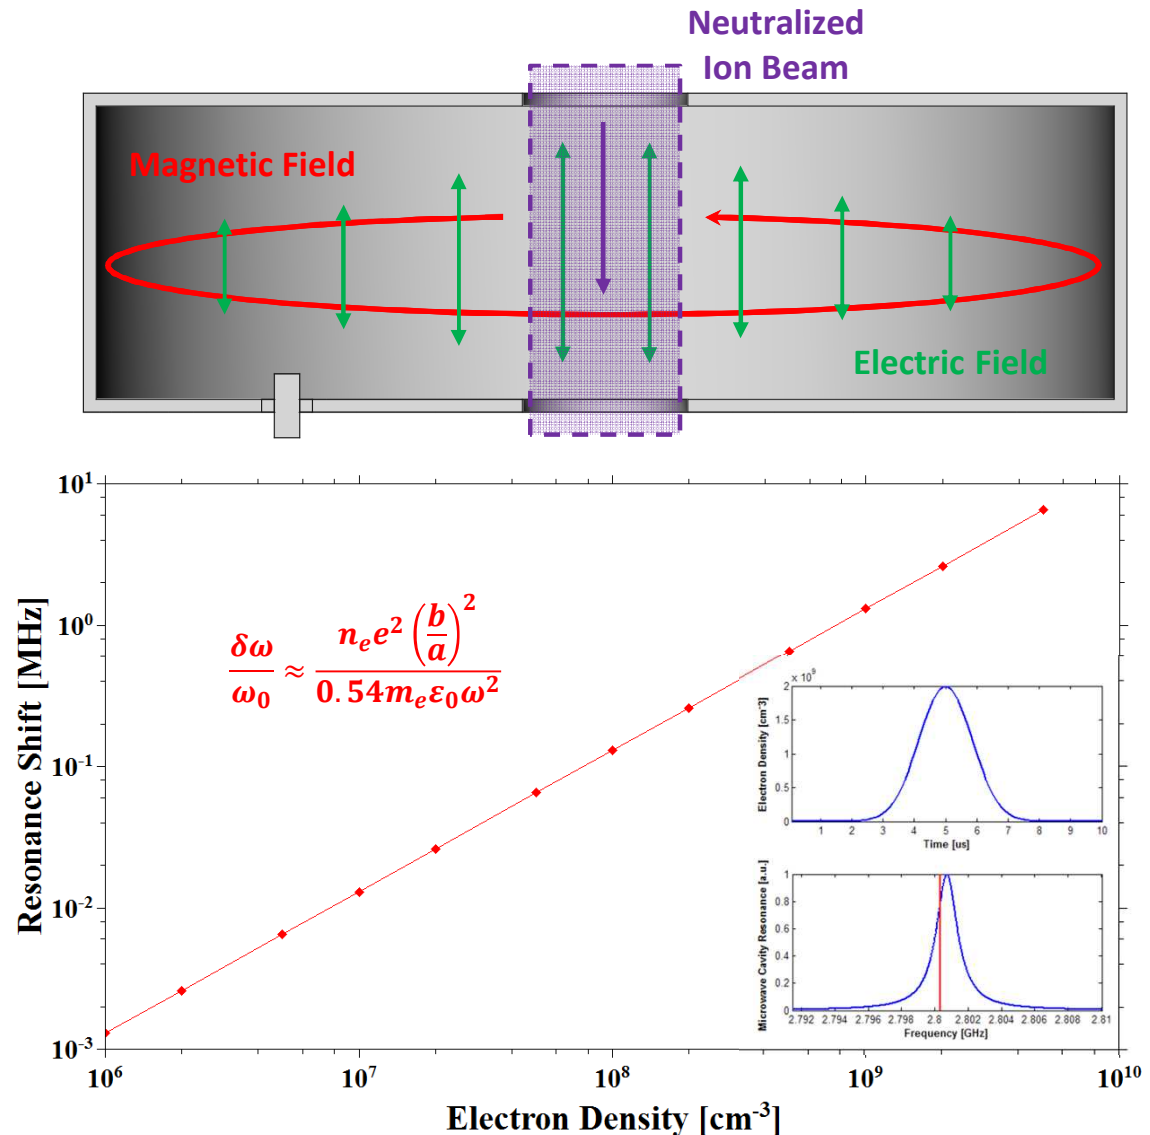 Neutralized
Ion Beam
Magnetic Field
Electric Field
Resonance Shift [MHz]
10¹
10⁰
10⁻¹
10⁻²
10⁻³
δω/ω₀ ≈ nₑe²(b/a)²/0.54mₑε₀ω²
× 10⁹
Electron Density [cm⁻³]
2
1.5
1
0.5
0
1 2 3 4 5 6 7 8 9 10
Time [us]
Microwave Cavity Resonance [a.u.]
1
0.8
0.6
0.4
0.2
0
2.792 2.794 2.796 2.798 2.8 2.802 2.804 2.806 2.808 2.81
Frequency [GHz]
10⁶ 10⁷ 10⁸ 10⁹ 10¹⁰
Electron Density [cm⁻³]